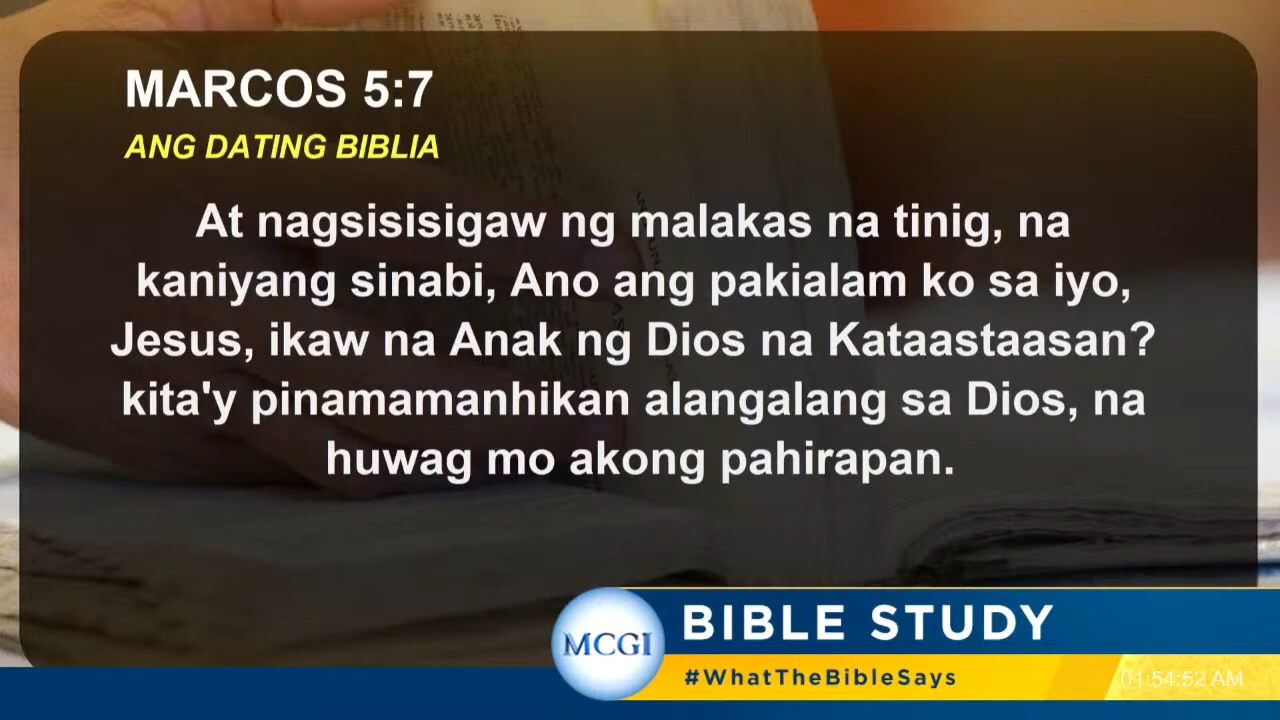 MARCOS 5:7
ANG DATING BIBLIA
At nagsisisigaw ng malakas na tinig, na
kaniyang sinabi, Ano ang pakialam ko sa iyo,
Jesus, ikaw na Anak ng Dios na Kataastaasan?
kita'y pinamamanhikan alangalang sa Dios, na
huwag mo akong pahirapan.
MCGI
BIBLE STUDY
#WhatTheBibleSays
01:54:52 AM